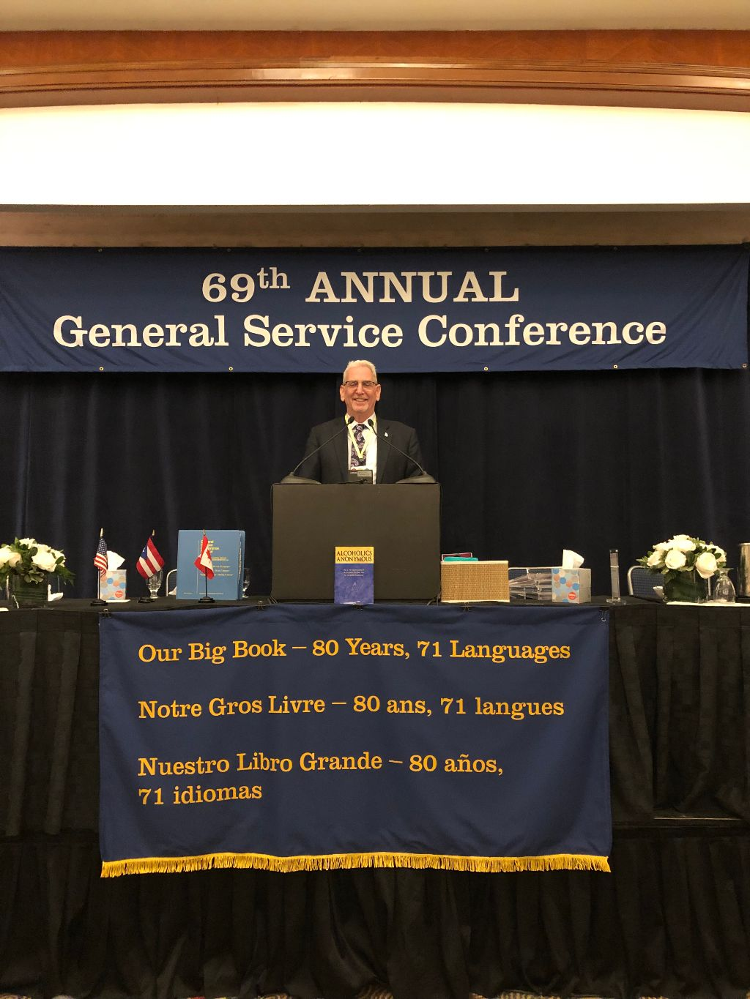 69th ANNUAL
General Service Conference
ALCOHOLICS
ANONYMOUS
Our Big Book – 80 Years, 71 Languages
Notre Gros Livre – 80 ans, 71 langues
Nuestro Libro Grande – 80 años,
71 idiomas